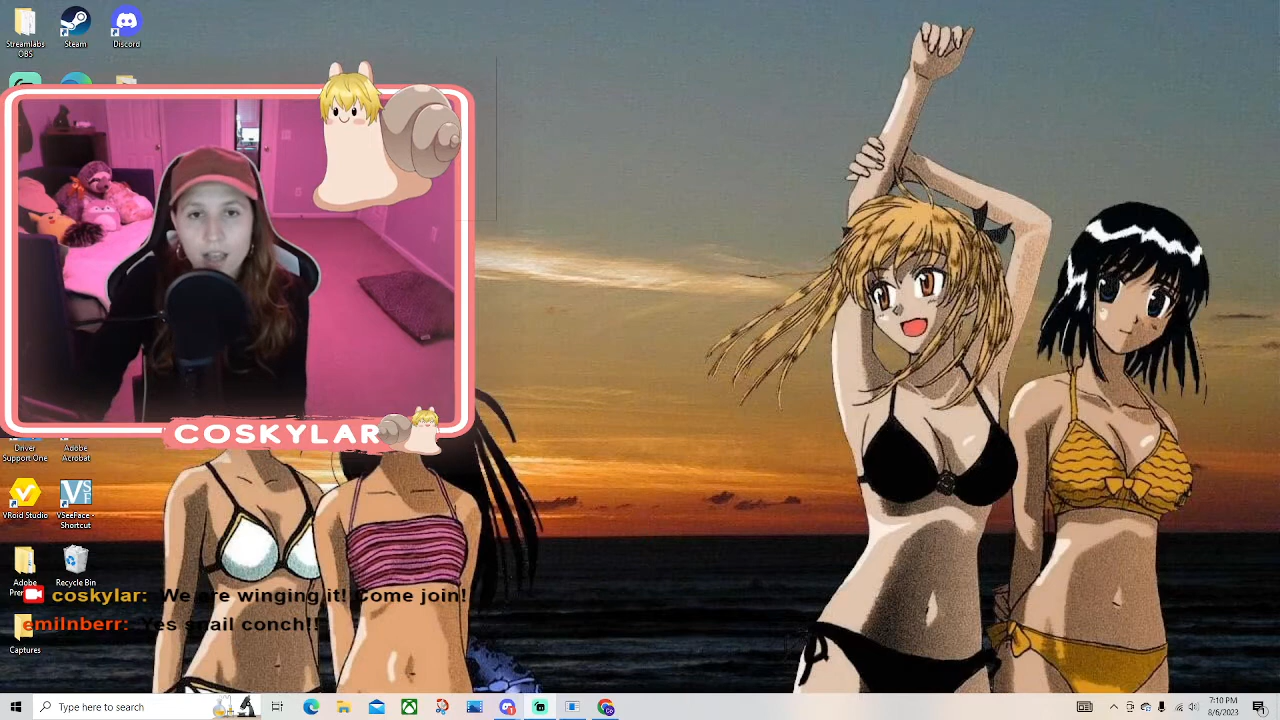 Streamlabs
OBS
Steam
Discord
COSKYLAR
Driver
Support One
Adobe
Acrobat
VRoid Studio
VSeeFace -
Shortcut
Adobe
Recycle Bin
coskylar: We are winging it! Come join!
emilnberr: Yes snail conch!!
Captures
Type here to search
7:10 PM
8/6/2023